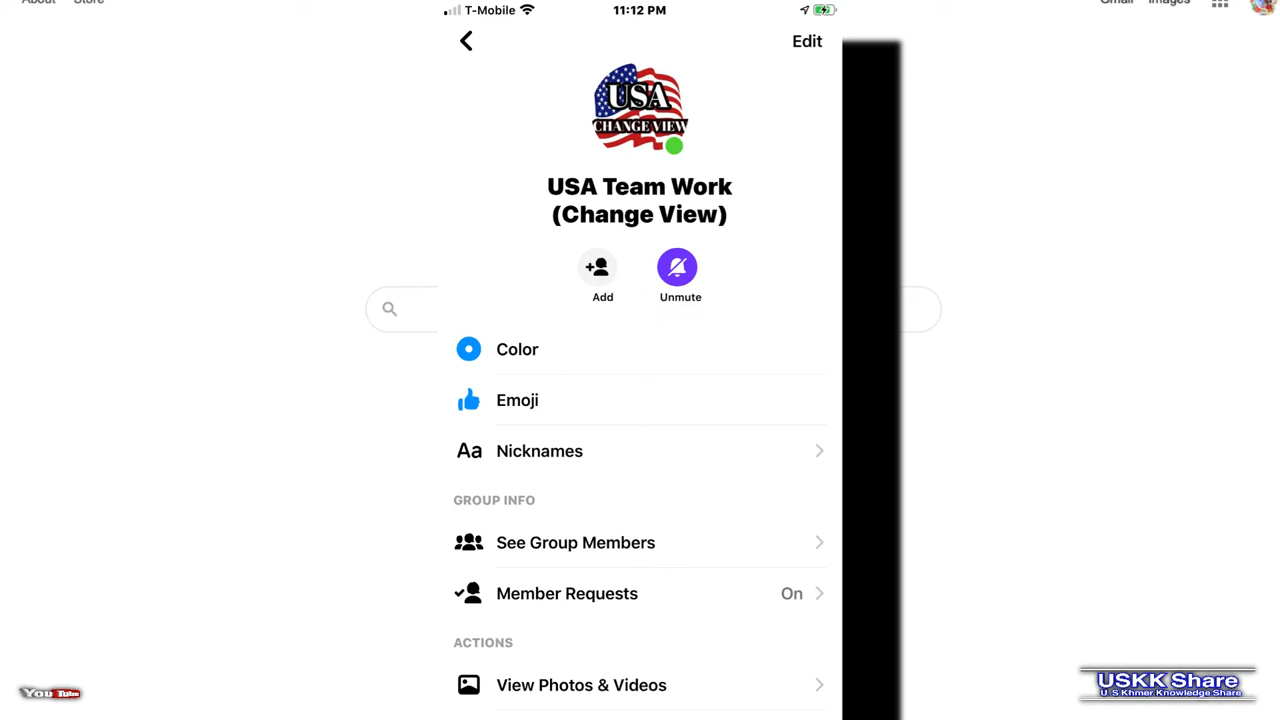 About Store
Gmail Images
T-Mobile 11:12 PM
Edit
USA
CHANGE VIEW
USA Team Work
(Change View)
Add Unmute
Color
Emoji
Aa Nicknames
GROUP INFO
See Group Members
Member Requests On
ACTIONS
View Photos & Videos
YouTube
USKK Share
U.S Khmer Knowledge Share